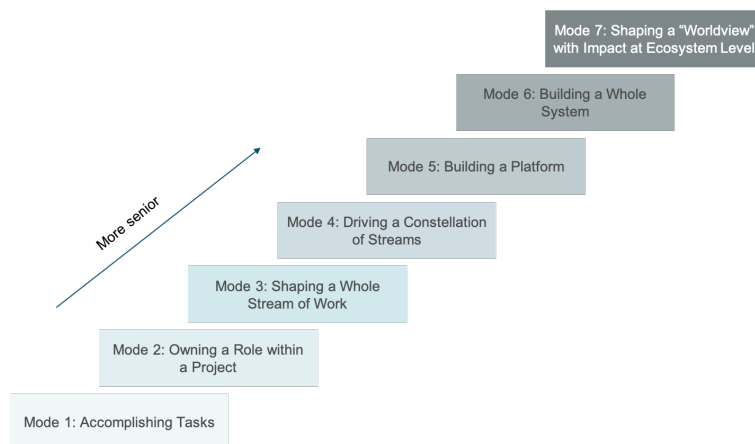 Mode 7: Shaping a “Worldview”
with Impact at Ecosystem Level
Mode 6: Building a Whole
System
Mode 5: Building a Platform
More senior
Mode 4: Driving a Constellation
of Streams
Mode 3: Shaping a Whole
Stream of Work
Mode 2: Owning a Role within
a Project
Mode 1: Accomplishing Tasks